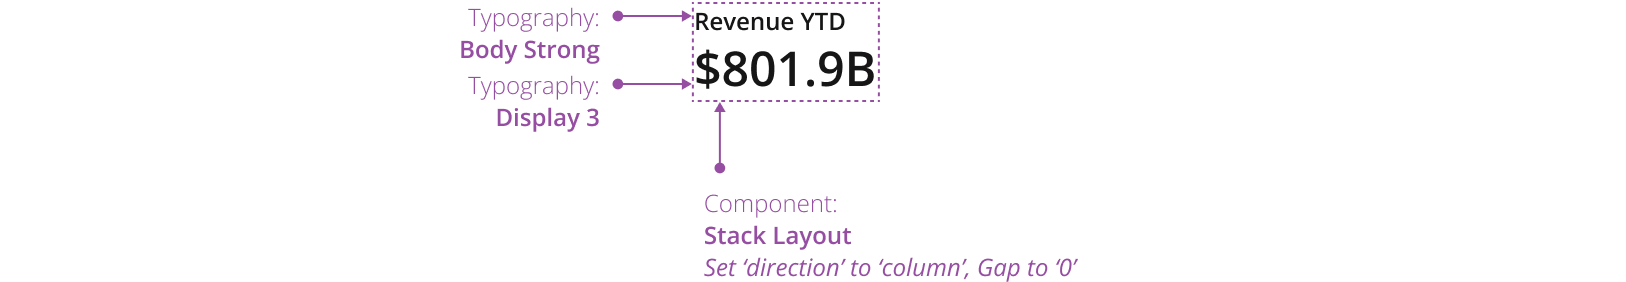 Typography:
Body Strong
Typography:
Display 3
Revenue YTD
$801.9B
Component:
Stack Layout
Set ‘direction’ to ‘column’, Gap to ‘0’